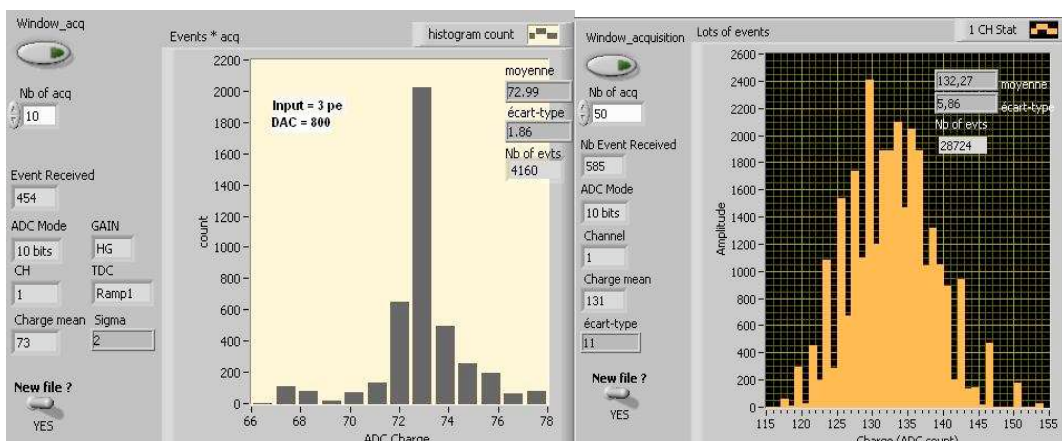 Window_acq
Nb of acq
10
Event Received
454
ADC Mode
GAIN
10 bits
HG
CH
TDC
1
Ramp1
Charge mean
Sigma
73
2
New file ?
YES
Events * acq
histogram count
2200
2000
1800
1600
1400
1200
1000
800
600
400
200
0
count
Input = 3 pe
DAC = 800
moyenne
72.99
écart-type
1.86
Nb of evts
4160
66
68
70
72
74
76
78
ADC Charge
Window_acquisition
Nb of acq
50
Nb Event Received
585
ADC Mode
10 bits
Channel
1
Charge mean
131
écart-type
11
New file ?
YES
Lots of events
1 CH Stat
2600
2400
2200
2000
1800
1600
1400
1200
1000
800
600
400
200
0
Amplitude
132,27
moyenne
5,86
écart-type
Nb of evts
28724
115
120
125
130
135
140
145
150
155
Charge (ADC count)